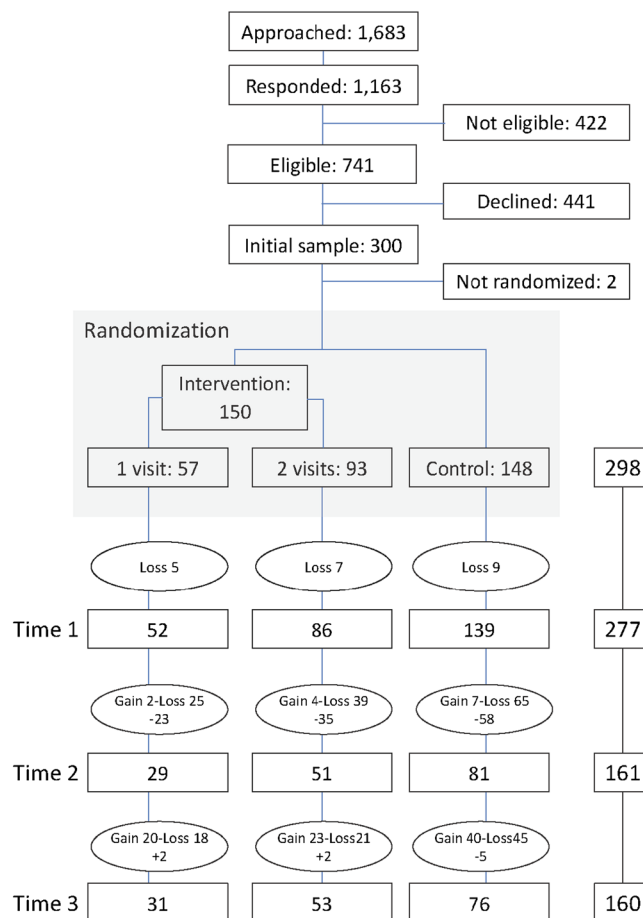 Approached: 1,683
Responded: 1,163
Not eligible: 422
Eligible: 741
Declined: 441
Initial sample: 300
Not randomized: 2
Randomization
Intervention:
150
1 visit: 57
2 visits: 93
Control: 148
298
Loss 5
Loss 7
Loss 9
Time 1
52
86
139
277
Gain 2-Loss 25
-23
Gain 4-Loss 39
-35
Gain 7-Loss 65
-58
Time 2
29
51
81
161
Gain 20-Loss 18
+2
Gain 23-Loss21
+2
Gain 40-Loss45
-5
Time 3
31
53
76
160